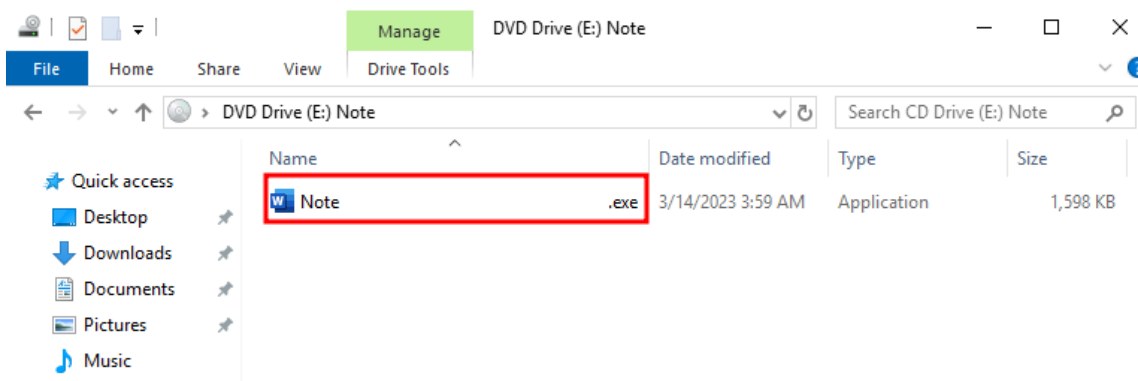 Manage DVD Drive (E:) Note
File Home Share View Drive Tools
DVD Drive (E:) Note Search CD Drive (E:) Note
Name Date modified Type Size
Quick access
Note .exe 3/14/2023 3:59 AM Application 1,598 KB
Desktop
Downloads
Documents
Pictures
Music